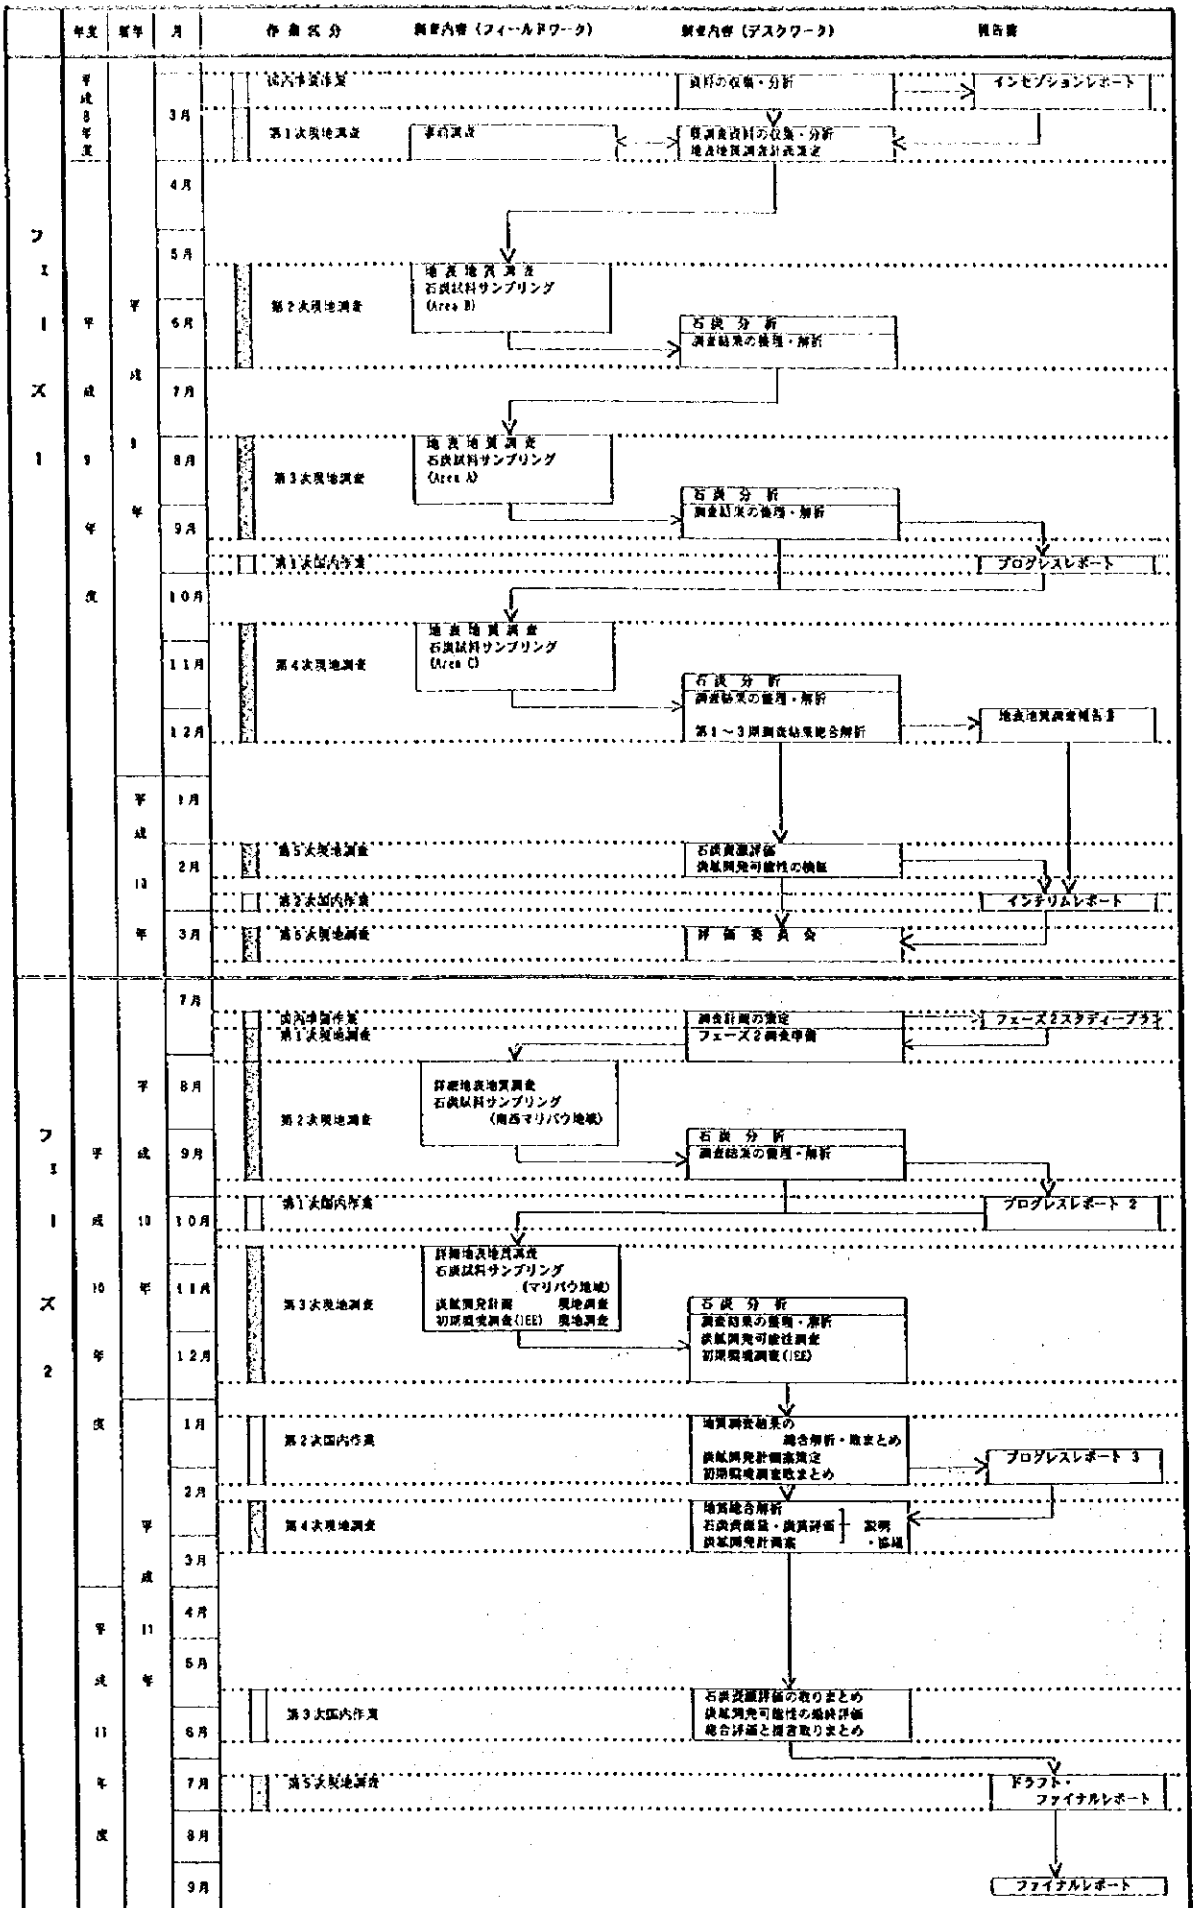 年度 暦年 月 作業区分 調査内容 (フィールドワーク) 調査内容 (デスクワーク) 報告書
フェーズ 1
平成8年度
平成9年度
平成 9 年
平成 10 年
3月
国内準備作業
資料の収集・分析
インセプションレポート
第1次現地調査
事前調査
既調査資料の収集・分析
地表地質調査計画策定
4月
5月
地表地質調査
石炭試料サンプリング
(Area B)
第2次現地調査
6月
石炭分析
調査結果の整理・解析
7月
地表地質調査
石炭試料サンプリング
(Area A)
8月
第3次現地調査
石炭分析
調査結果の整理・解析
9月
第1次国内作業
プログレスレポート
10月
地表地質調査
石炭試料サンプリング
(Area C)
11月
第4次現地調査
石炭分析
調査結果の整理・解析
第1～3期調査結果総合解析
12月
地表地質調査報告書
1月
第5次現地調査
石炭資源評価
炭鉱開発可能性の検証
2月
第2次国内作業
インテリムレポート
3月
第6次現地調査
評価委員会
フェーズ 2
平成 10 年度
平成 11 年度
平成 10 年
平成 11 年
7月
国内準備作業
調査計画の策定
フェーズ2スタディープラン
第1次現地調査
フェーズ2調査準備
8月
詳細地表地質調査
石炭試料サンプリング
(南西マリバウ地域)
第2次現地調査
9月
石炭分析
調査結果の整理・解析
第1次国内作業
プログレスレポート 2
10月
詳細地表地質調査
石炭試料サンプリング
(マリバウ地域)
炭鉱開発計画 現地調査
初期環境調査(IEE) 現地調査
11月
第3次現地調査
石炭分析
調査結果の整理・解析
炭鉱開発可能性調査
初期環境調査(IEE)
12月
1月
第2次国内作業
地質調査結果の
総合解析・取まとめ
炭鉱開発計画案策定
初期環境調査取まとめ
プログレスレポート 3
2月
第4次現地調査
地質総合解析
石炭資源量・炭質評価 説明
炭鉱開発計画案 ・協議
3月
4月
5月
石炭資源評価の取りまとめ
炭鉱開発可能性の最終評価
総合評価と提言取りまとめ
第3次国内作業
6月
7月
第5次現地調査
ドラフト・
ファイナルレポート
8月
9月
ファイナルレポート